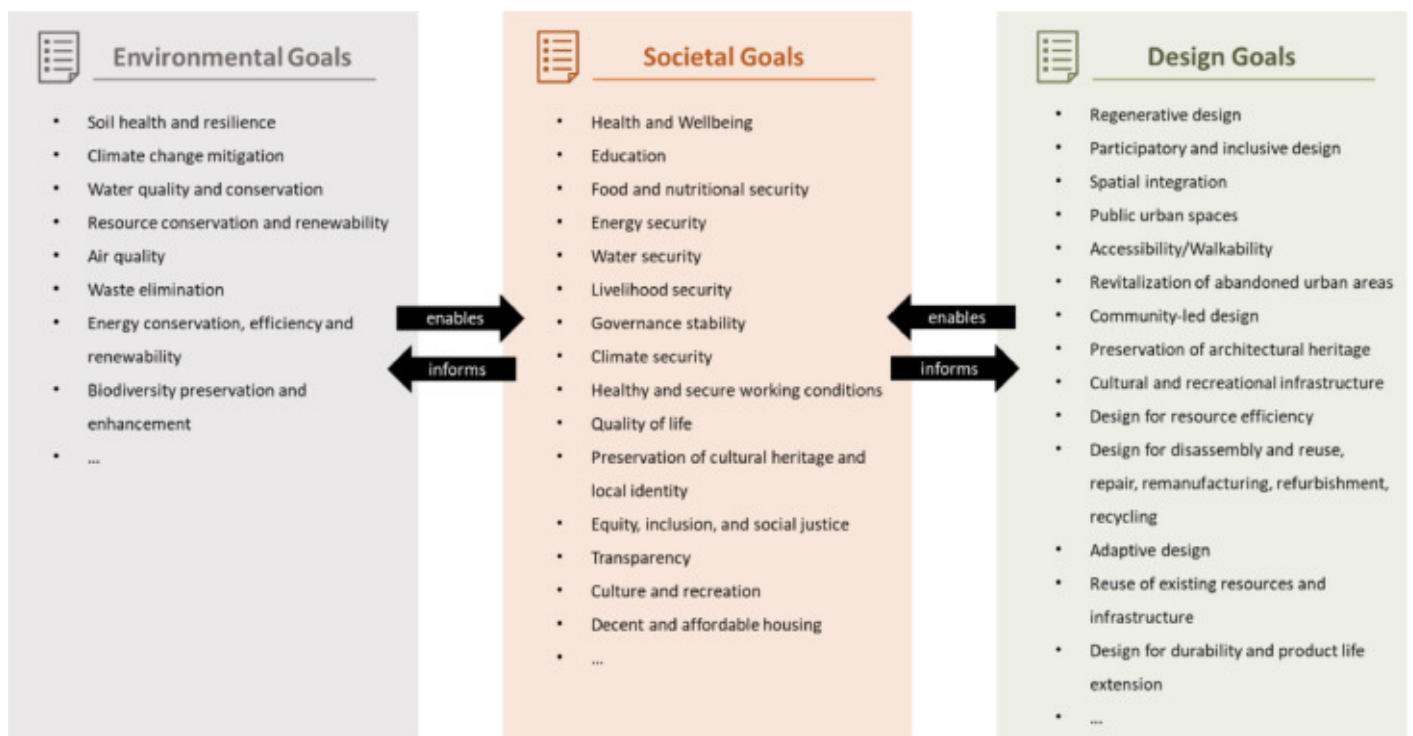 Environmental Goals
• Soil health and resilience
• Climate change mitigation
• Water quality and conservation
• Resource conservation and renewability
• Air quality
• Waste elimination
• Energy conservation, efficiency and
renewability
• Biodiversity preservation and
enhancement
• ...
enables
informs
Societal Goals
• Health and Wellbeing
• Education
• Food and nutritional security
• Energy security
• Water security
• Livelihood security
• Governance stability
• Climate security
• Healthy and secure working conditions
• Quality of life
• Preservation of cultural heritage and
local identity
• Equity, inclusion, and social justice
• Transparency
• Culture and recreation
• Decent and affordable housing
• ...
enables
informs
Design Goals
• Regenerative design
• Participatory and inclusive design
• Spatial integration
• Public urban spaces
• Accessibility/Walkability
• Revitalization of abandoned urban areas
• Community-led design
• Preservation of architectural heritage
• Cultural and recreational infrastructure
• Design for resource efficiency
• Design for disassembly and reuse,
repair, remanufacturing, refurbishment,
recycling
• Adaptive design
• Reuse of existing resources and
infrastructure
• Design for durability and product life
extension
• ...